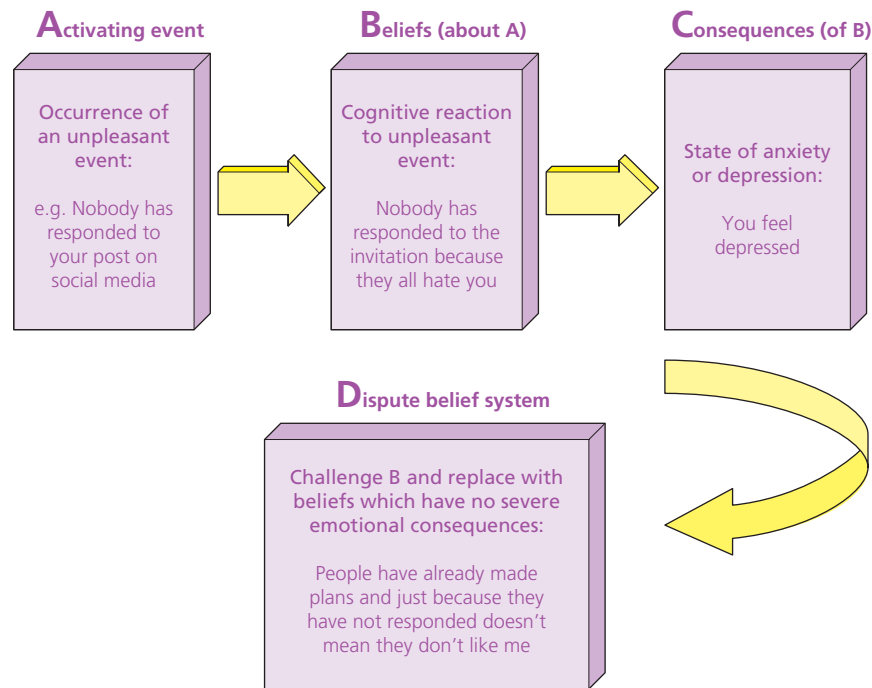 Activating event
Occurrence of
an unpleasant
event:
e.g. Nobody has
responded to
your post on
social media
Beliefs (about A)
Cognitive reaction
to unpleasant
event:
Nobody has
responded to the
invitation because
they all hate you
Consequences (of B)
State of anxiety
or depression:
You feel
depressed
Dispute belief system
Challenge B and replace with
beliefs which have no severe
emotional consequences:
People have already made
plans and just because they
have not responded doesn't
mean they don't like me